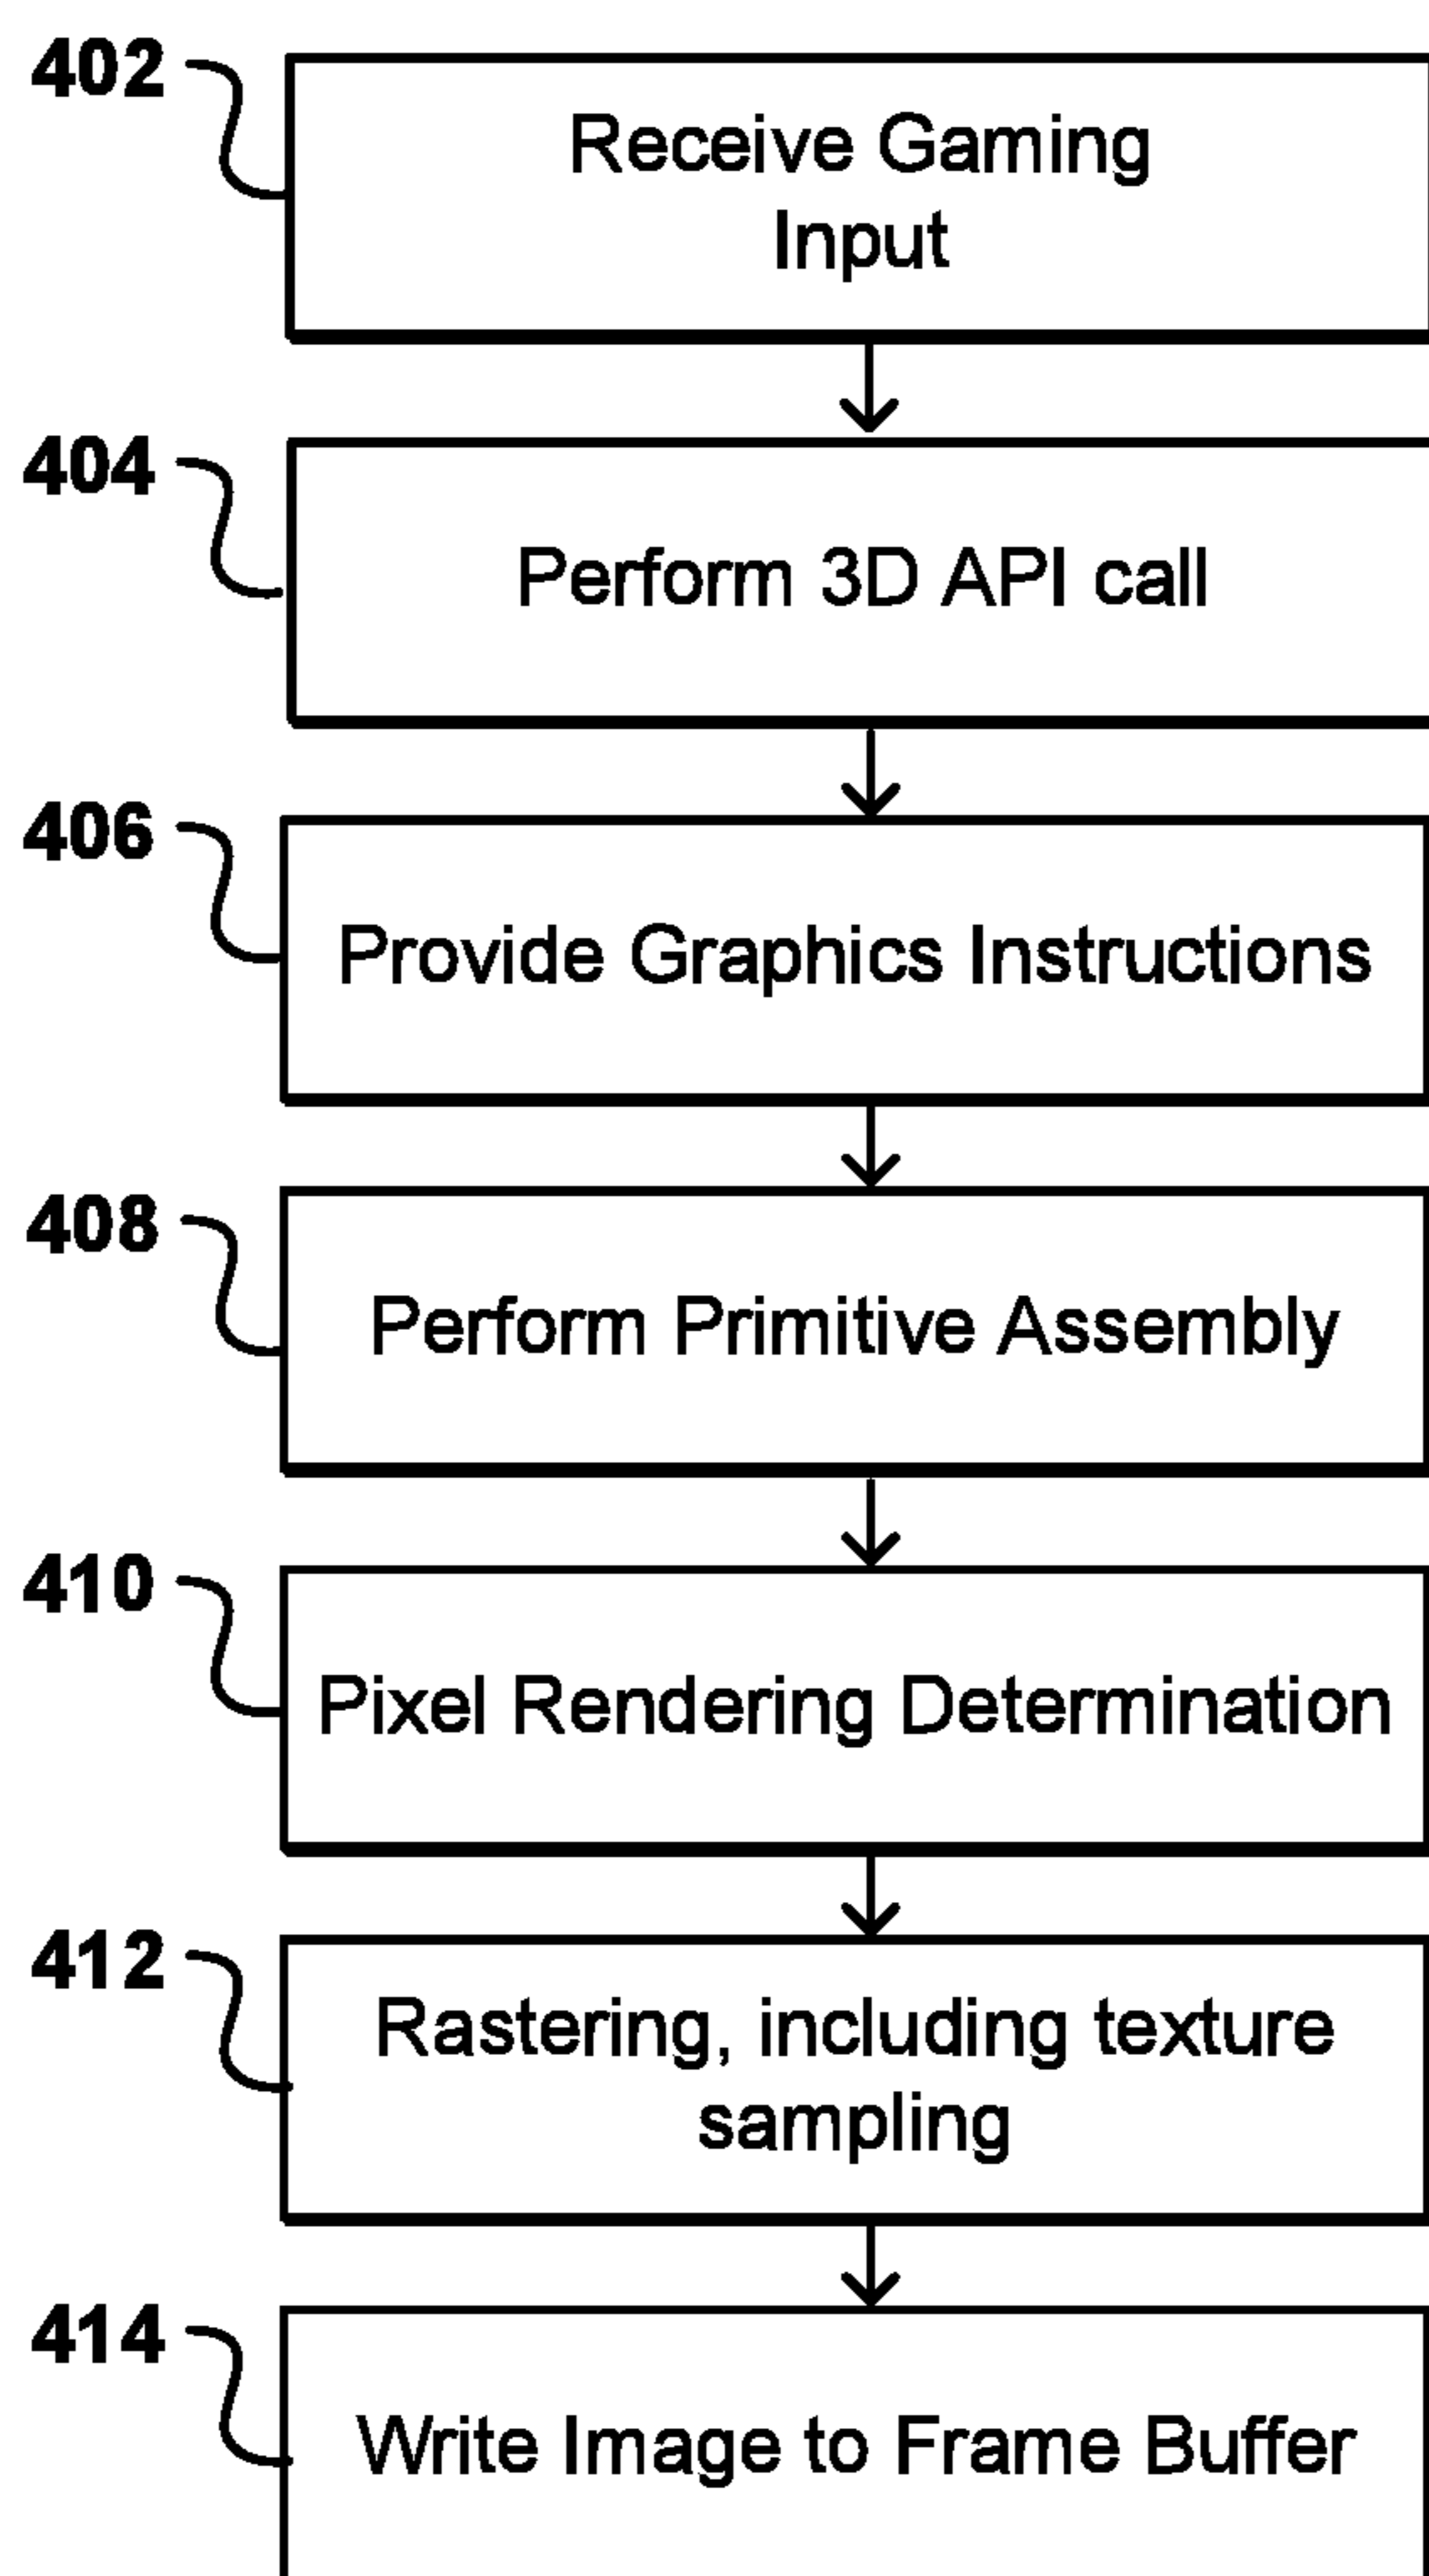 402
Receive Gaming
Input
404
Perform 3D API call
406
Provide Graphics Instructions
408
Perform Primitive Assembly
410
Pixel Rendering Determination
412
Rastering, including texture
sampling
414
Write Image to Frame Buffer